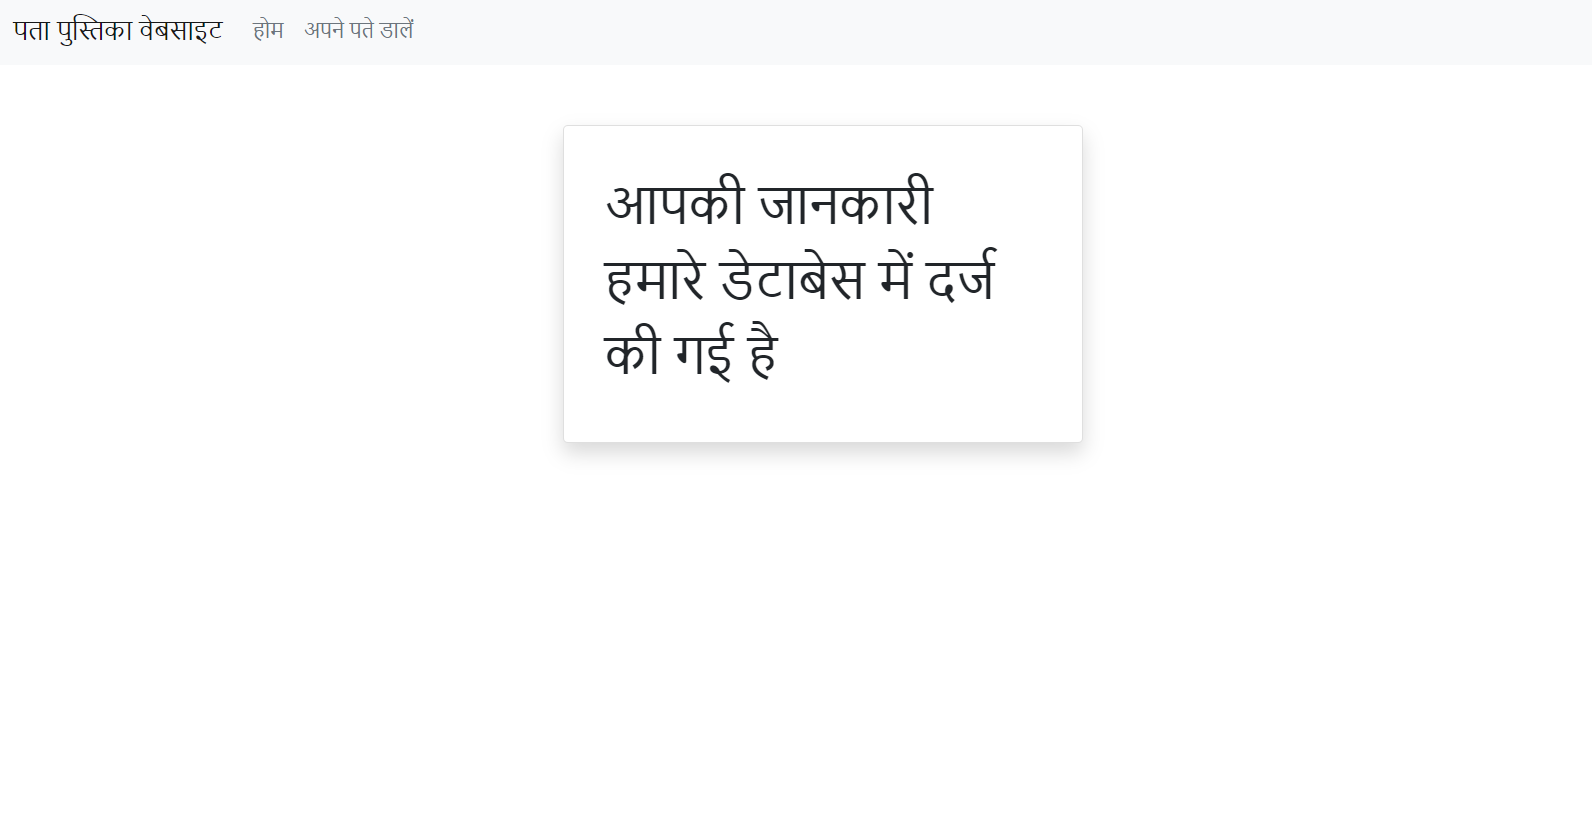 पता पुस्तिका वेबसाइट होम अपने पते डालें
आपकी जानकारी
हमारे डेटाबेस में दर्ज
की गई है